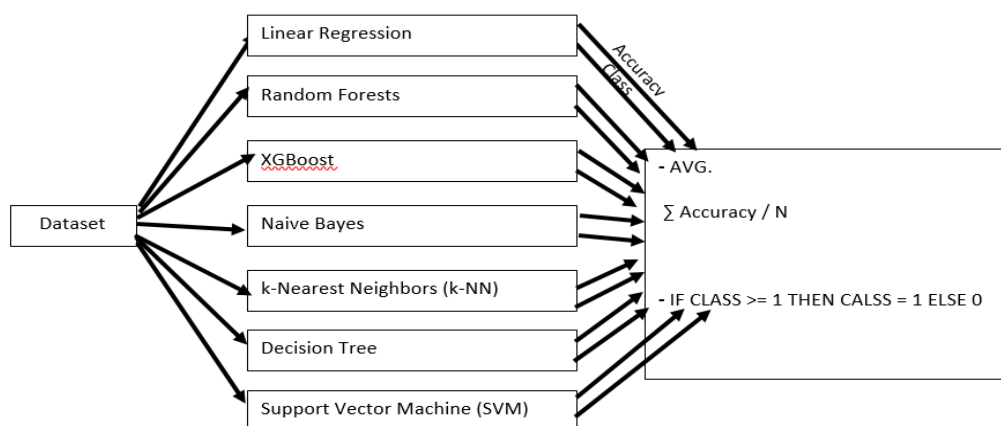 Linear Regression
Accuracy
Class
Random Forests
XGBoost
- AVG.
Dataset
Naive Bayes
∑ Accuracy / N
k-Nearest Neighbors (k-NN)
- IF CLASS >= 1 THEN CALSS = 1 ELSE 0
Decision Tree
Support Vector Machine (SVM)